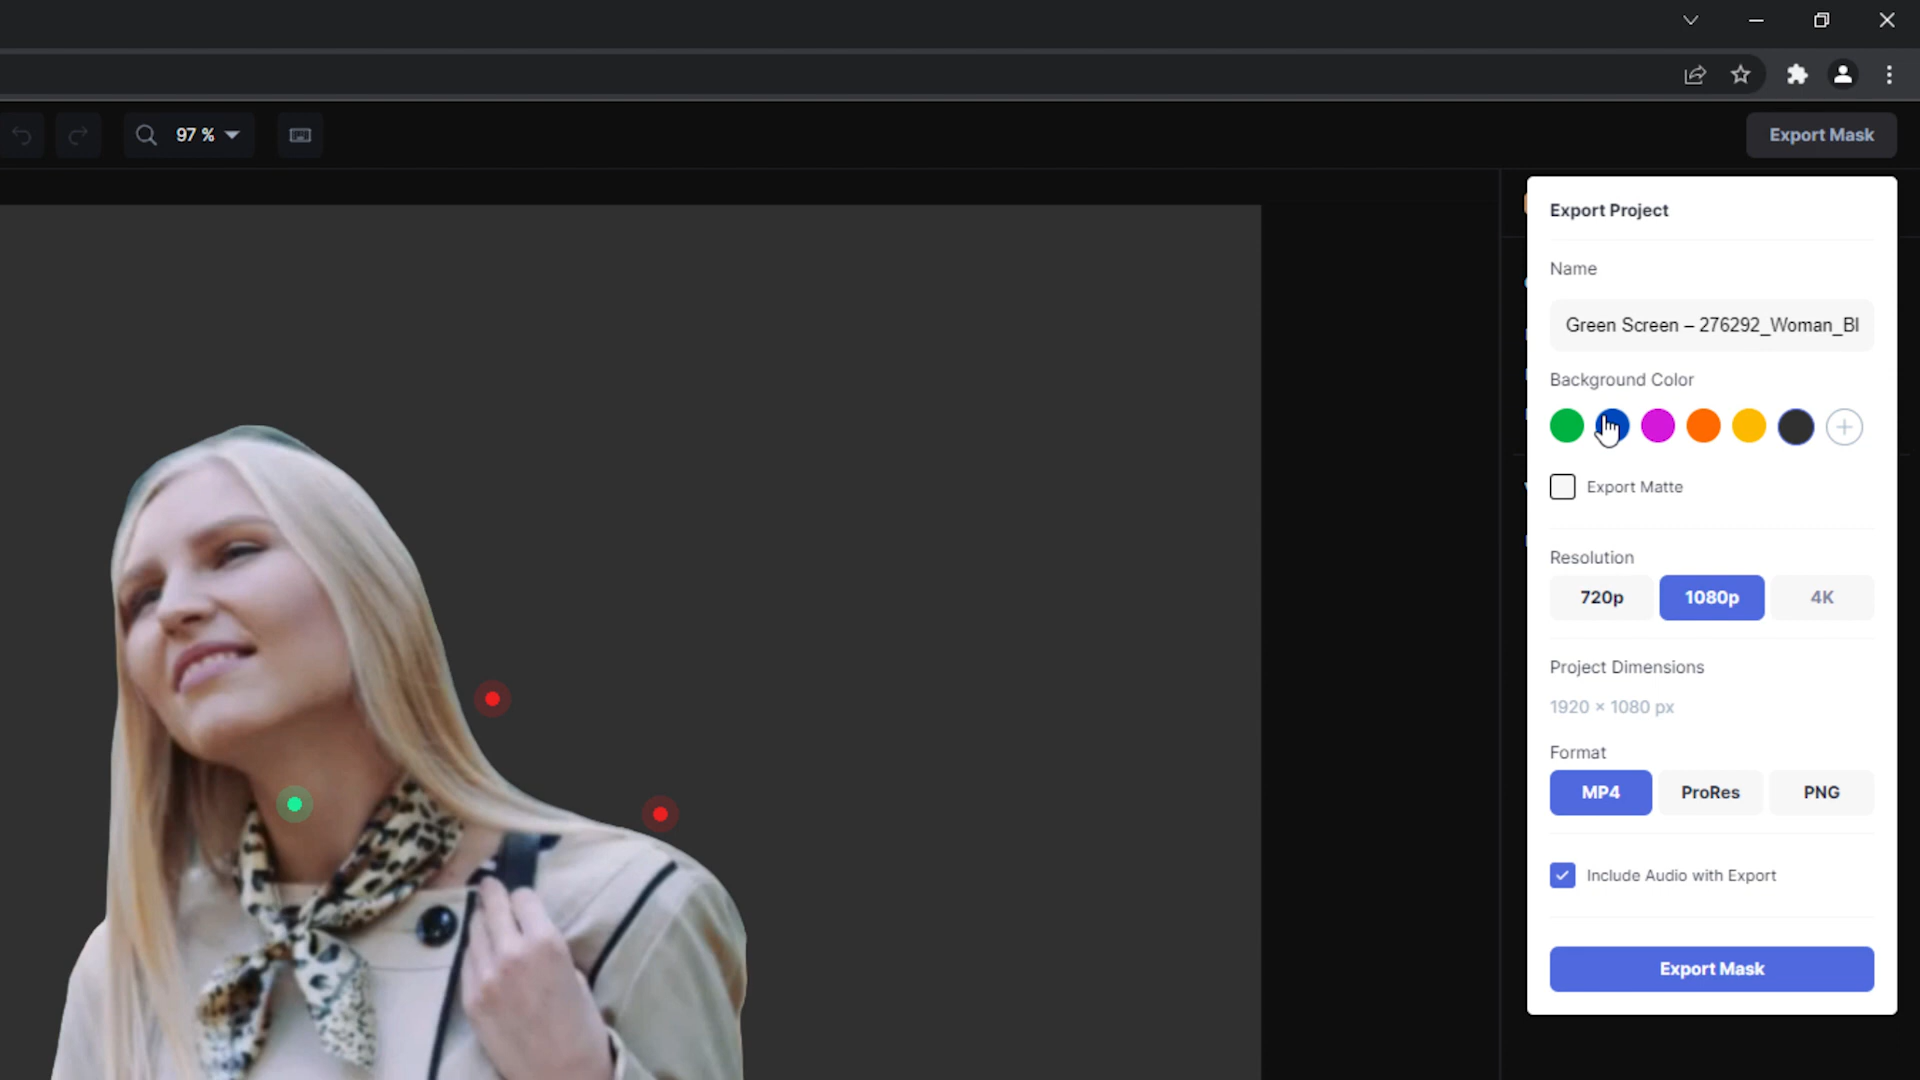 97 %
Export Mask
Export Project
Name
Green Screen – 276292_Woman_Bl
Background Color
Export Matte
Resolution
720p 1080p 4K
Project Dimensions
1920 × 1080 px
Format
MP4 ProRes PNG
Include Audio with Export
Export Mask